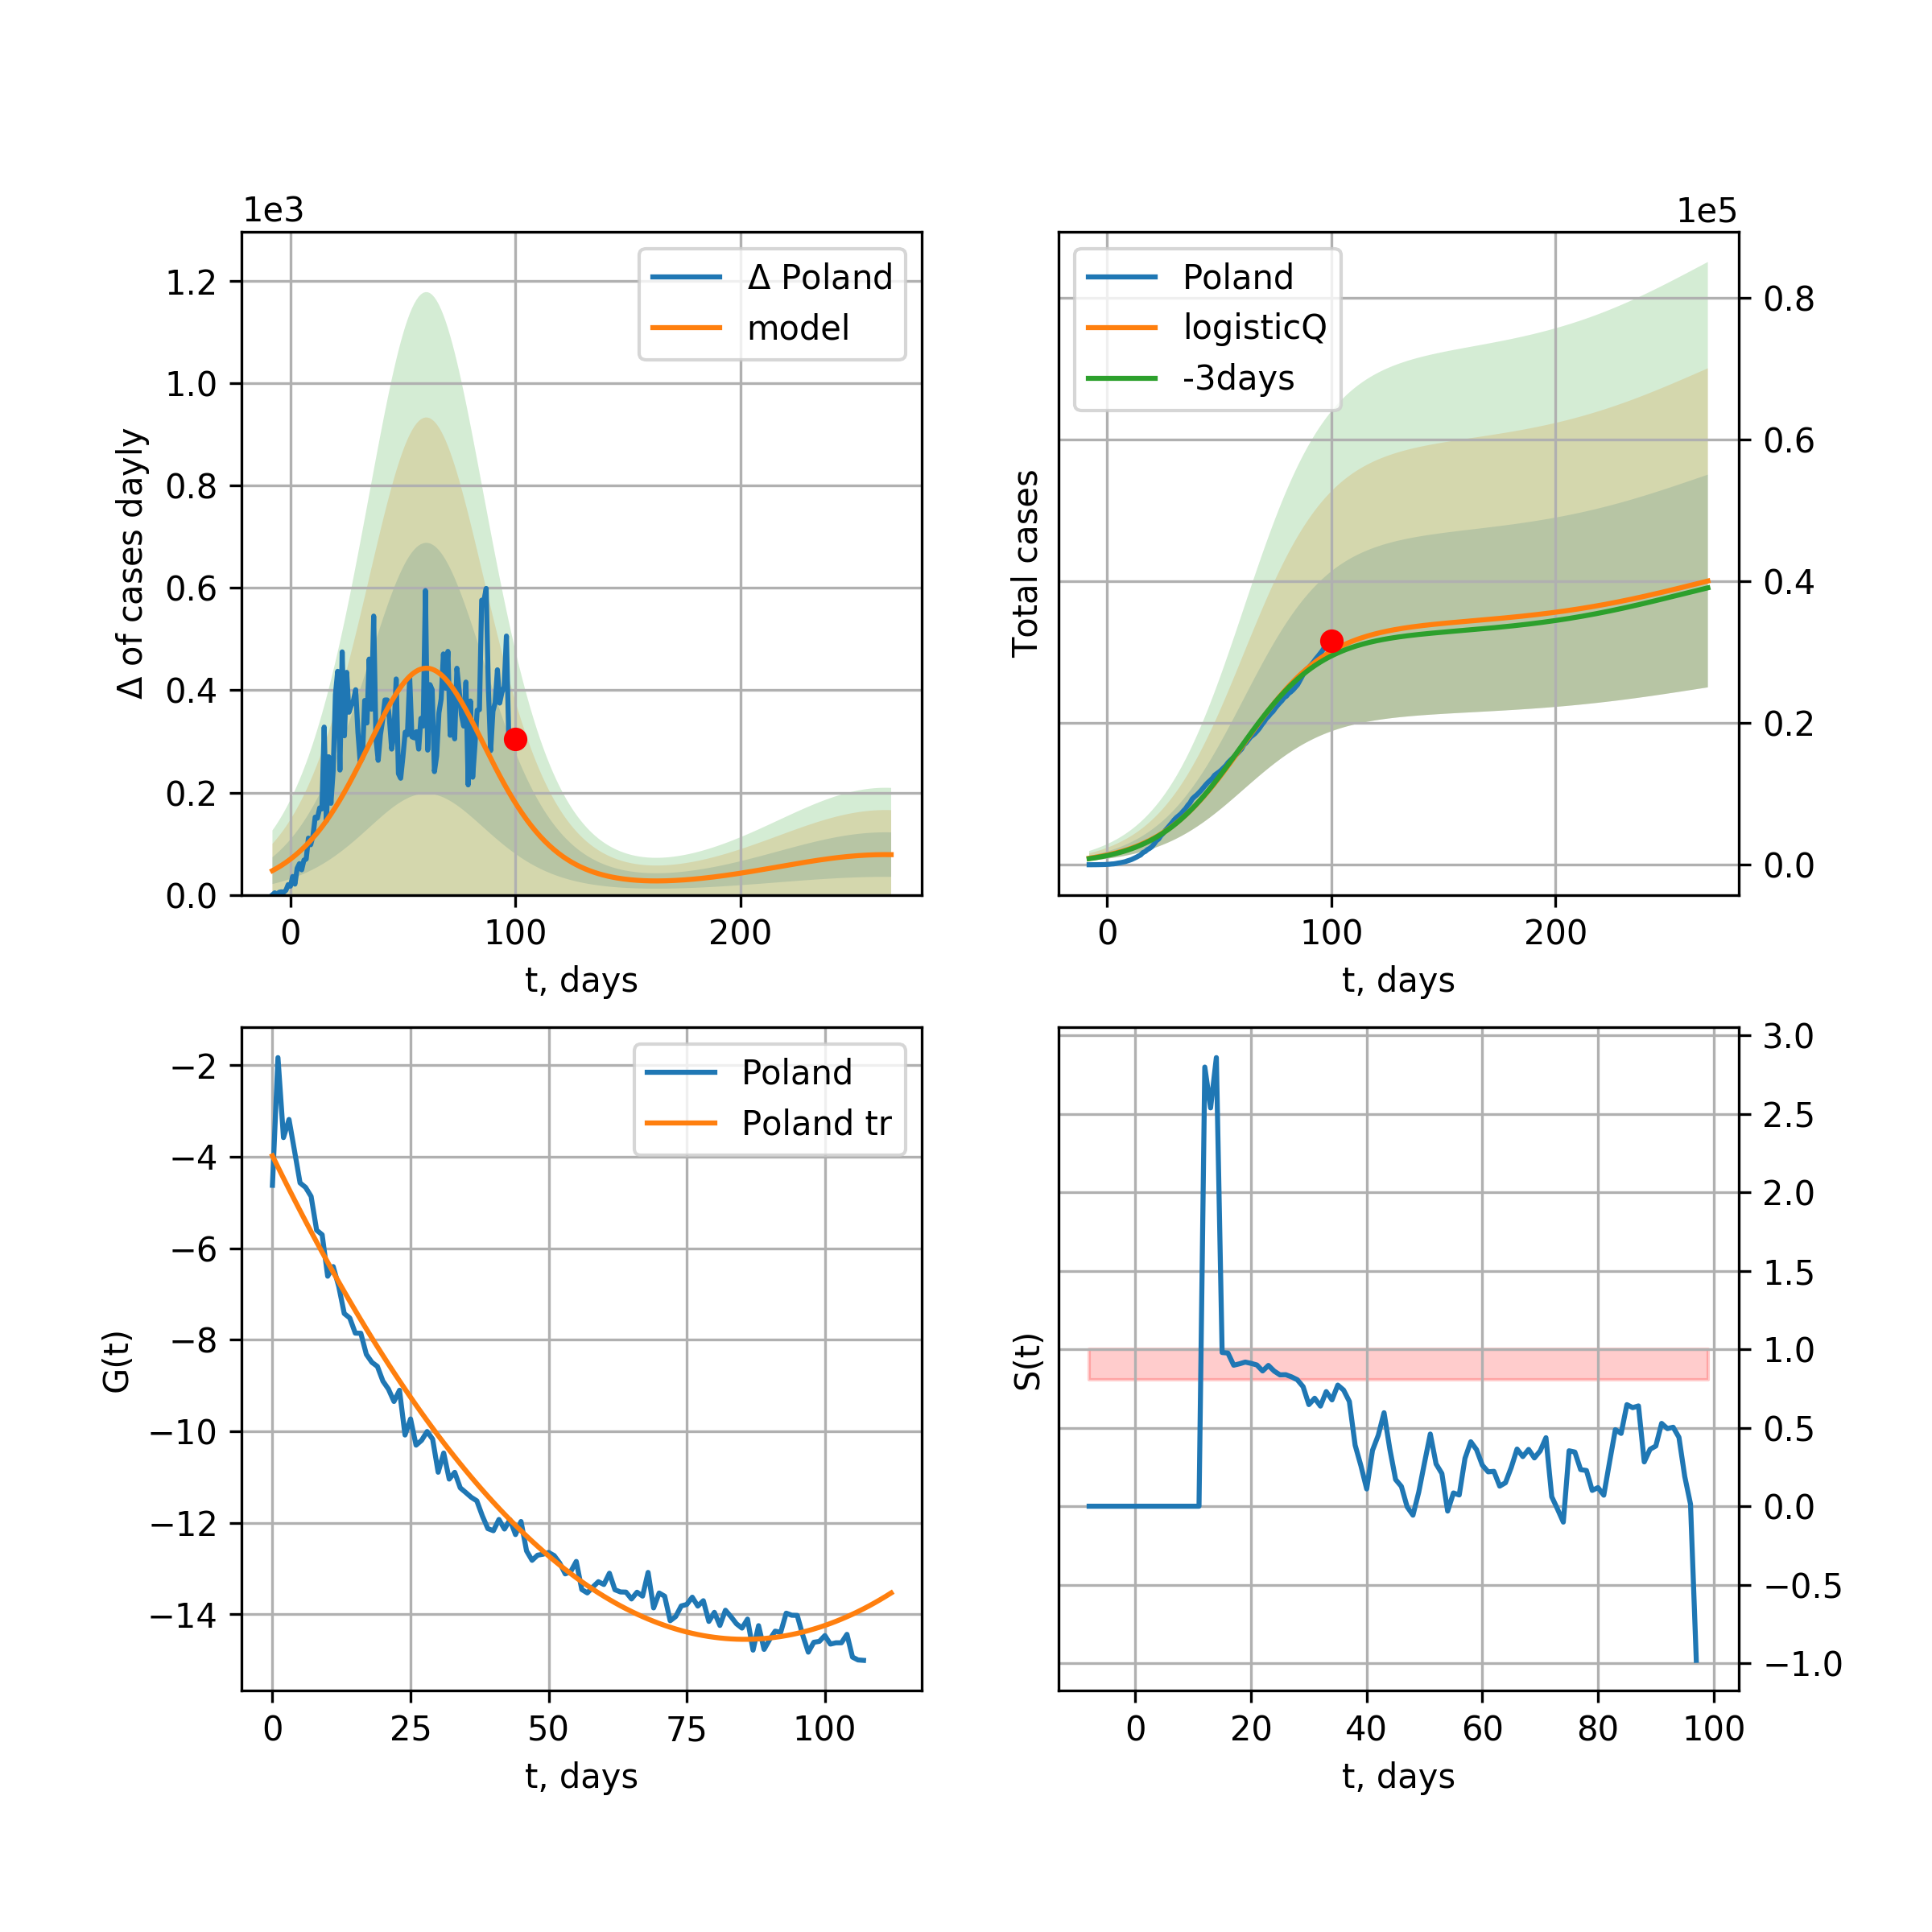 1e3
1.2
1.0
0.8
0.6
0.4
0.2
0.0
Δ of cases dayly
0 100 200
t, days
Δ Poland
model
1e5
0.8
0.6
0.4
0.2
0.0
Total cases
0 100 200
t, days
Poland
logisticQ
-3days
−2
−4
−6
−8
−10
−12
−14
G(t)
0 25 50 75 100
t, days
Poland
Poland tr
3.0
2.5
2.0
1.5
1.0
0.5
0.0
−0.5
−1.0
S(t)
0 20 40 60 80 100
t, days